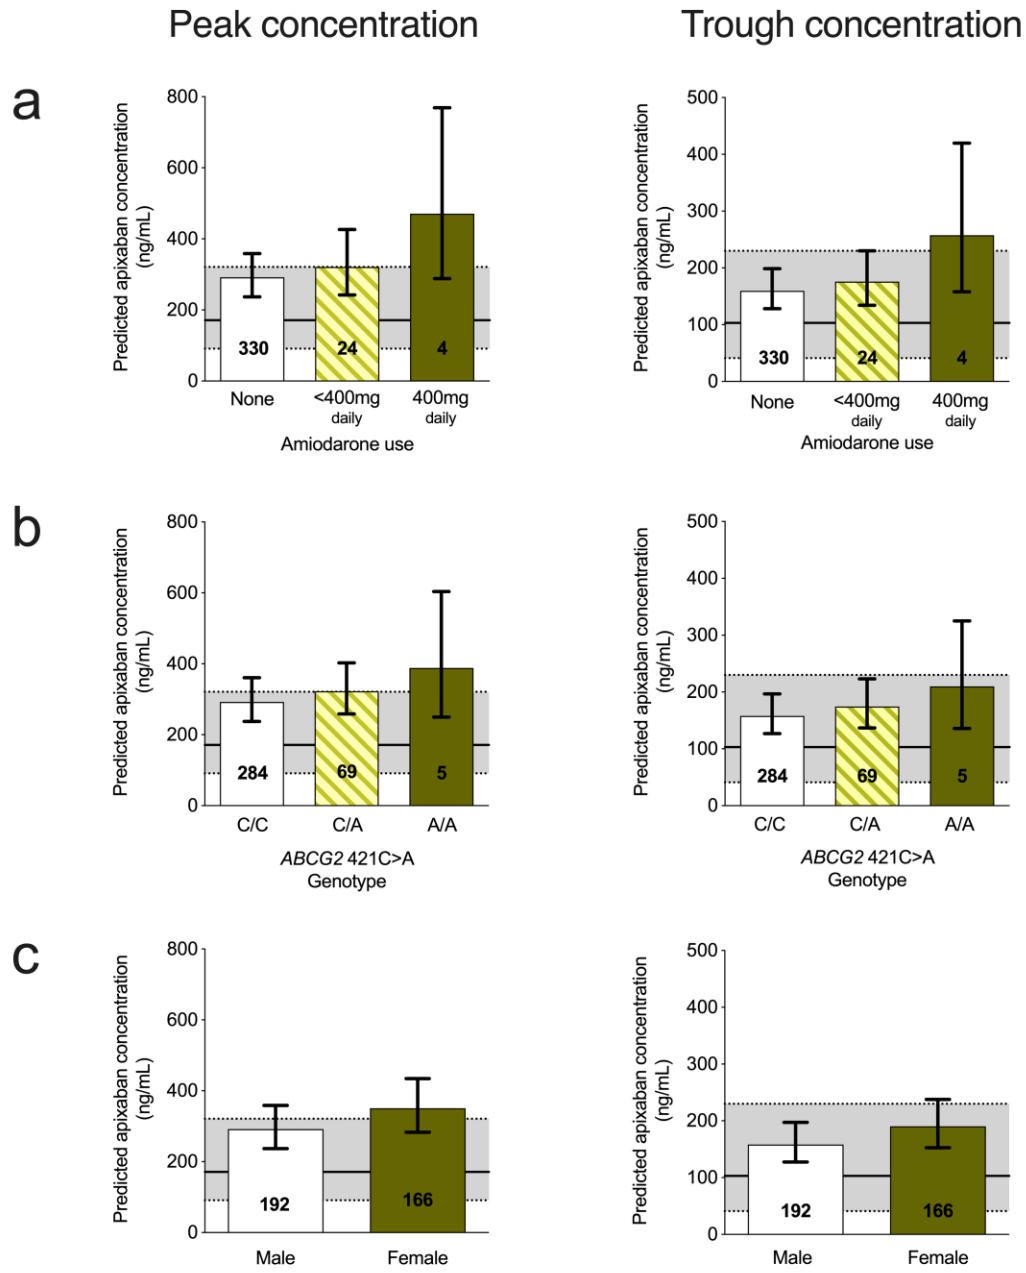 Peak concentration
Trough concentration
a
Predicted apixaban concentration
(ng/mL)
800
600
400
200
0
330
24
4
None
<400mg
daily
400mg
daily
Amiodarone use
Predicted apixaban concentration
(ng/mL)
500
400
300
200
100
0
330
24
4
None
<400mg
daily
400mg
daily
Amiodarone use
b
Predicted apixaban concentration
(ng/mL)
800
600
400
200
0
284
69
5
C/C
C/A
A/A
ABCG2 421C>A
Genotype
Predicted apixaban concentration
(ng/mL)
500
400
300
200
100
0
284
69
5
C/C
C/A
A/A
ABCG2 421C>A
Genotype
c
Predicted apixaban concentration
(ng/mL)
800
600
400
200
0
192
166
Male
Female
Predicted apixaban concentration
(ng/mL)
500
400
300
200
100
0
192
166
Male
Female